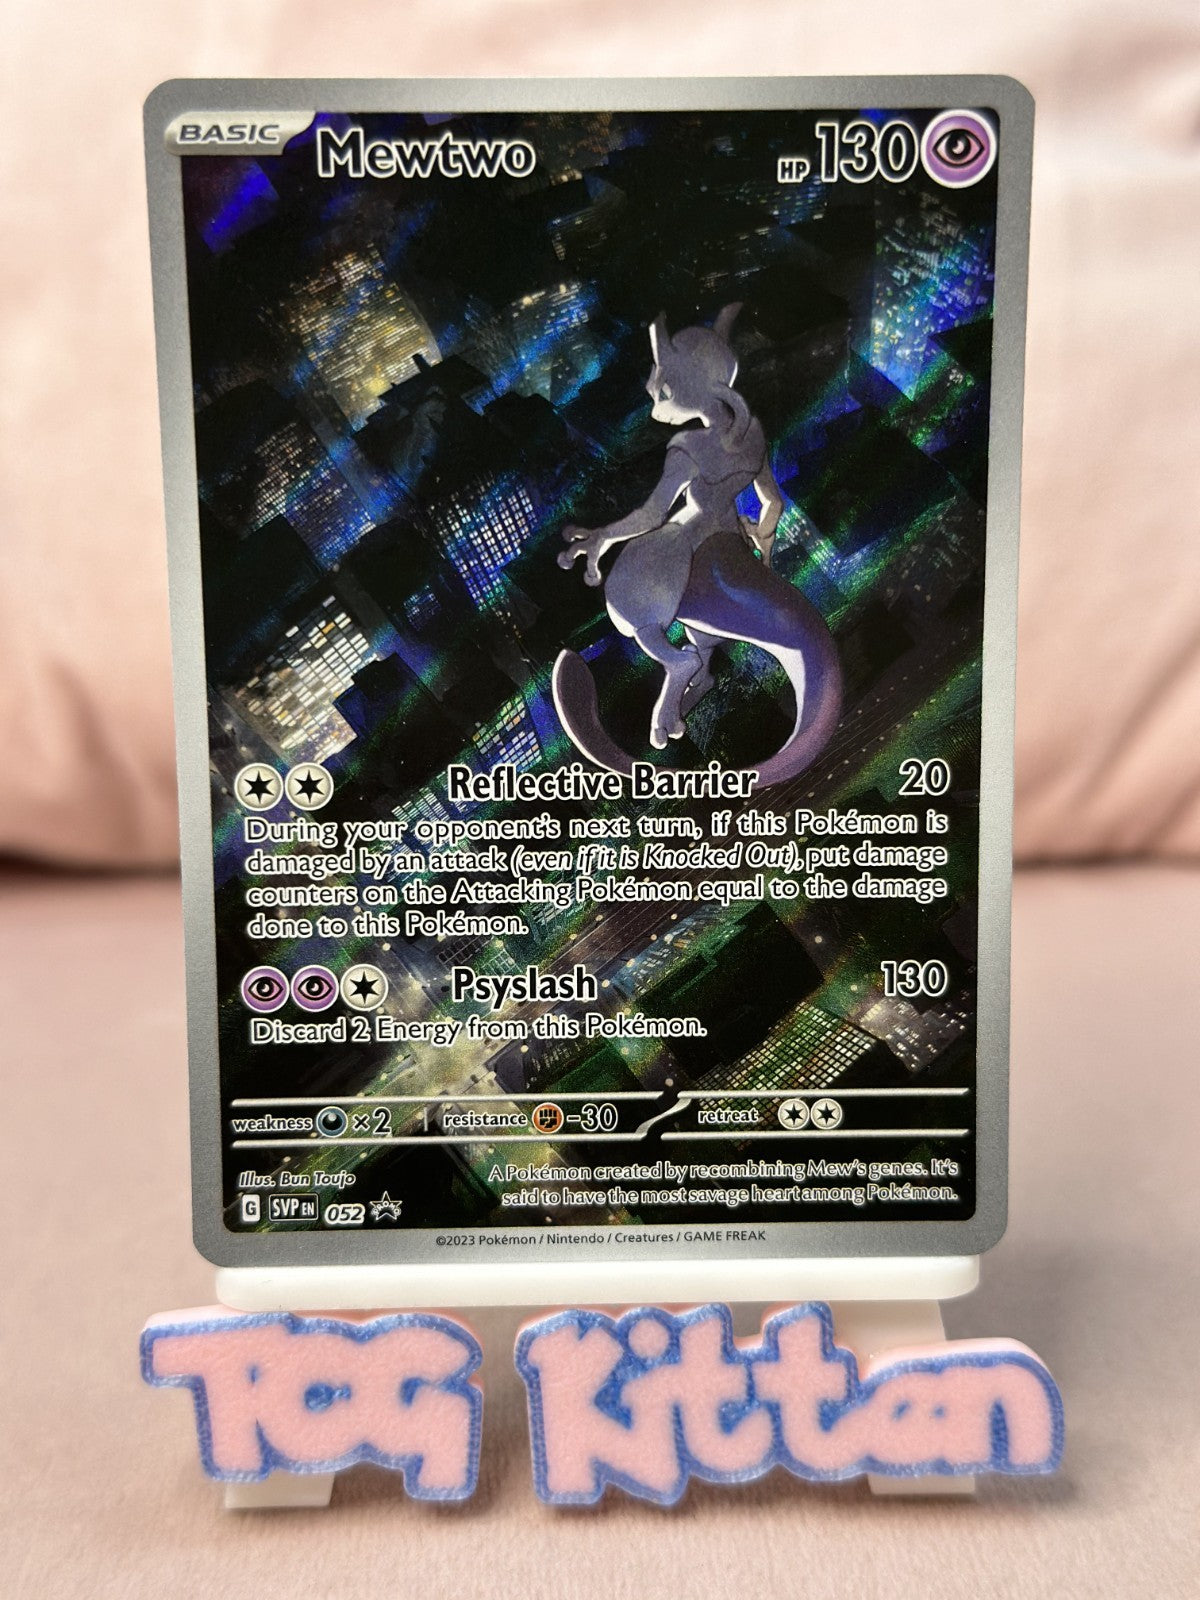 BASIC Mewtwo HP 130
Reflective Barrier 20
During your opponent's next turn, if this Pokémon is
damaged by an attack (even if it is Knocked Out), put damage
counters on the Attacking Pokémon equal to the damage
done to this Pokémon.
Psyslash 130
Discard 2 Energy from this Pokémon.
weakness ×2 resistance -30 retreat
Illus. Bun Toujo
A Pokémon created by recombining Mew's genes. It's
said to have the most savage heart among Pokémon.
G SVP EN 052
©2023 Pokémon / Nintendo / Creatures / GAME FREAK
TCG Kitten